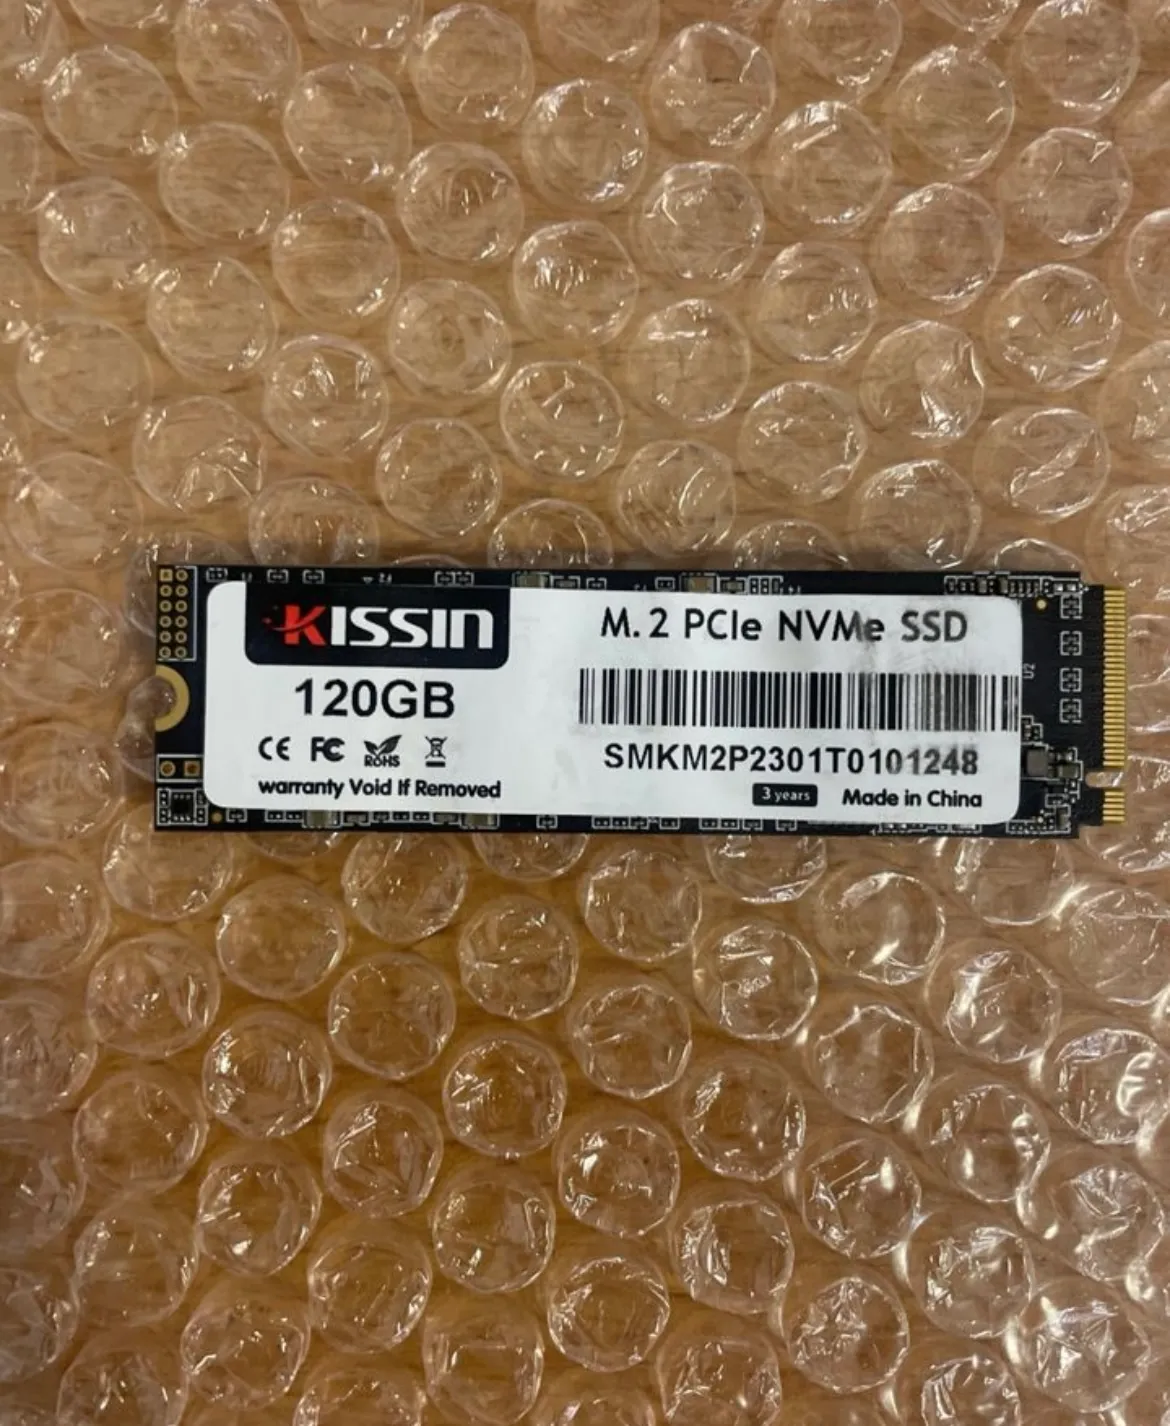 KISSIN
M.2 PCIe NVMe SSD
120GB
SMKM2P2301T0101248
CE FC RoHS
warranty Void If Removed
3 years
Made in China